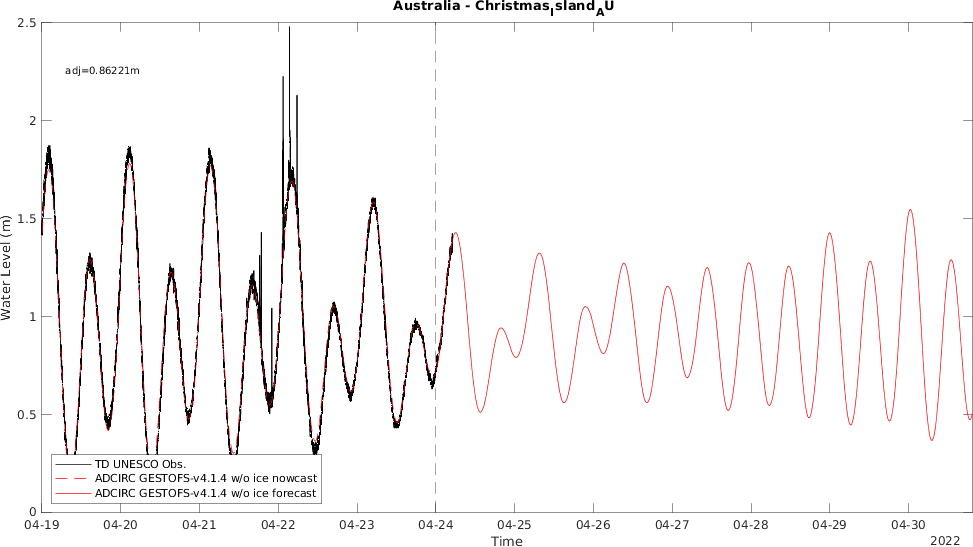 Australia - Christmas_Island_AU
2.5
adj=0.86221m
2
1.5
Water Level (m)
1
0.5
TD UNESCO Obs.
ADCIRC GESTOFS-v4.1.4 w/o ice nowcast
ADCIRC GESTOFS-v4.1.4 w/o ice forecast
0
04-19 04-20 04-21 04-22 04-23 04-24 04-25 04-26 04-27 04-28 04-29 04-30
Time
2022